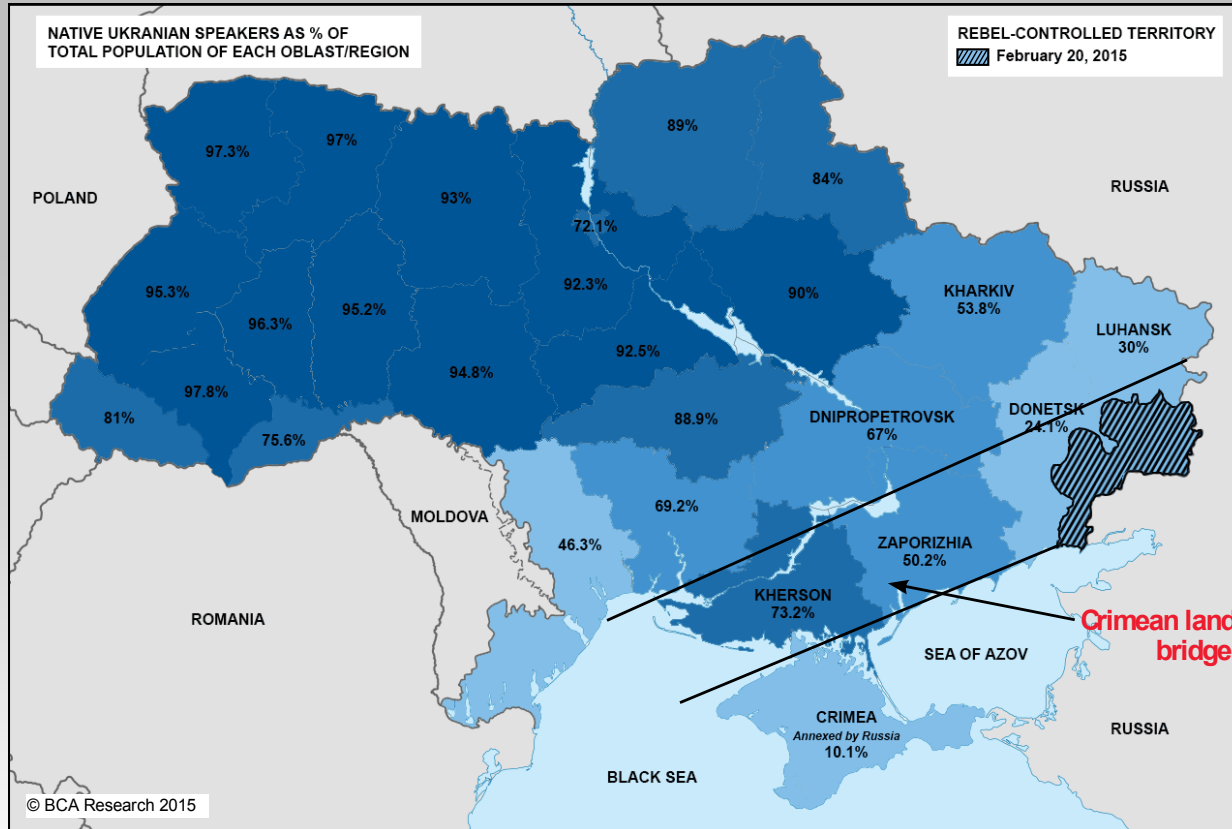 NATIVE UKRANIAN SPEAKERS AS % OF
TOTAL POPULATION OF EACH OBLAST/REGION
REBEL-CONTROLLED TERRITORY
February 20, 2015
89%
97%
97.3%
84%
RUSSIA
POLAND
93%
72.1%
92.3%
95.3%
96.3%
95.2%
90%
KHARKIV
53.8%
LUHANSK
30%
92.5%
94.8%
97.8%
81%
75.6%
88.9%
DNIPROPETROVSK
67%
DONETSK
24.1%
MOLDOVA
69.2%
46.3%
ZAPORIZHIA
50.2%
KHERSON
73.2%
ROMANIA
Crimean land
bridge
SEA OF AZOV
CRIMEA
Annexed by Russia
10.1%
RUSSIA
BLACK SEA
© BCA Research 2015